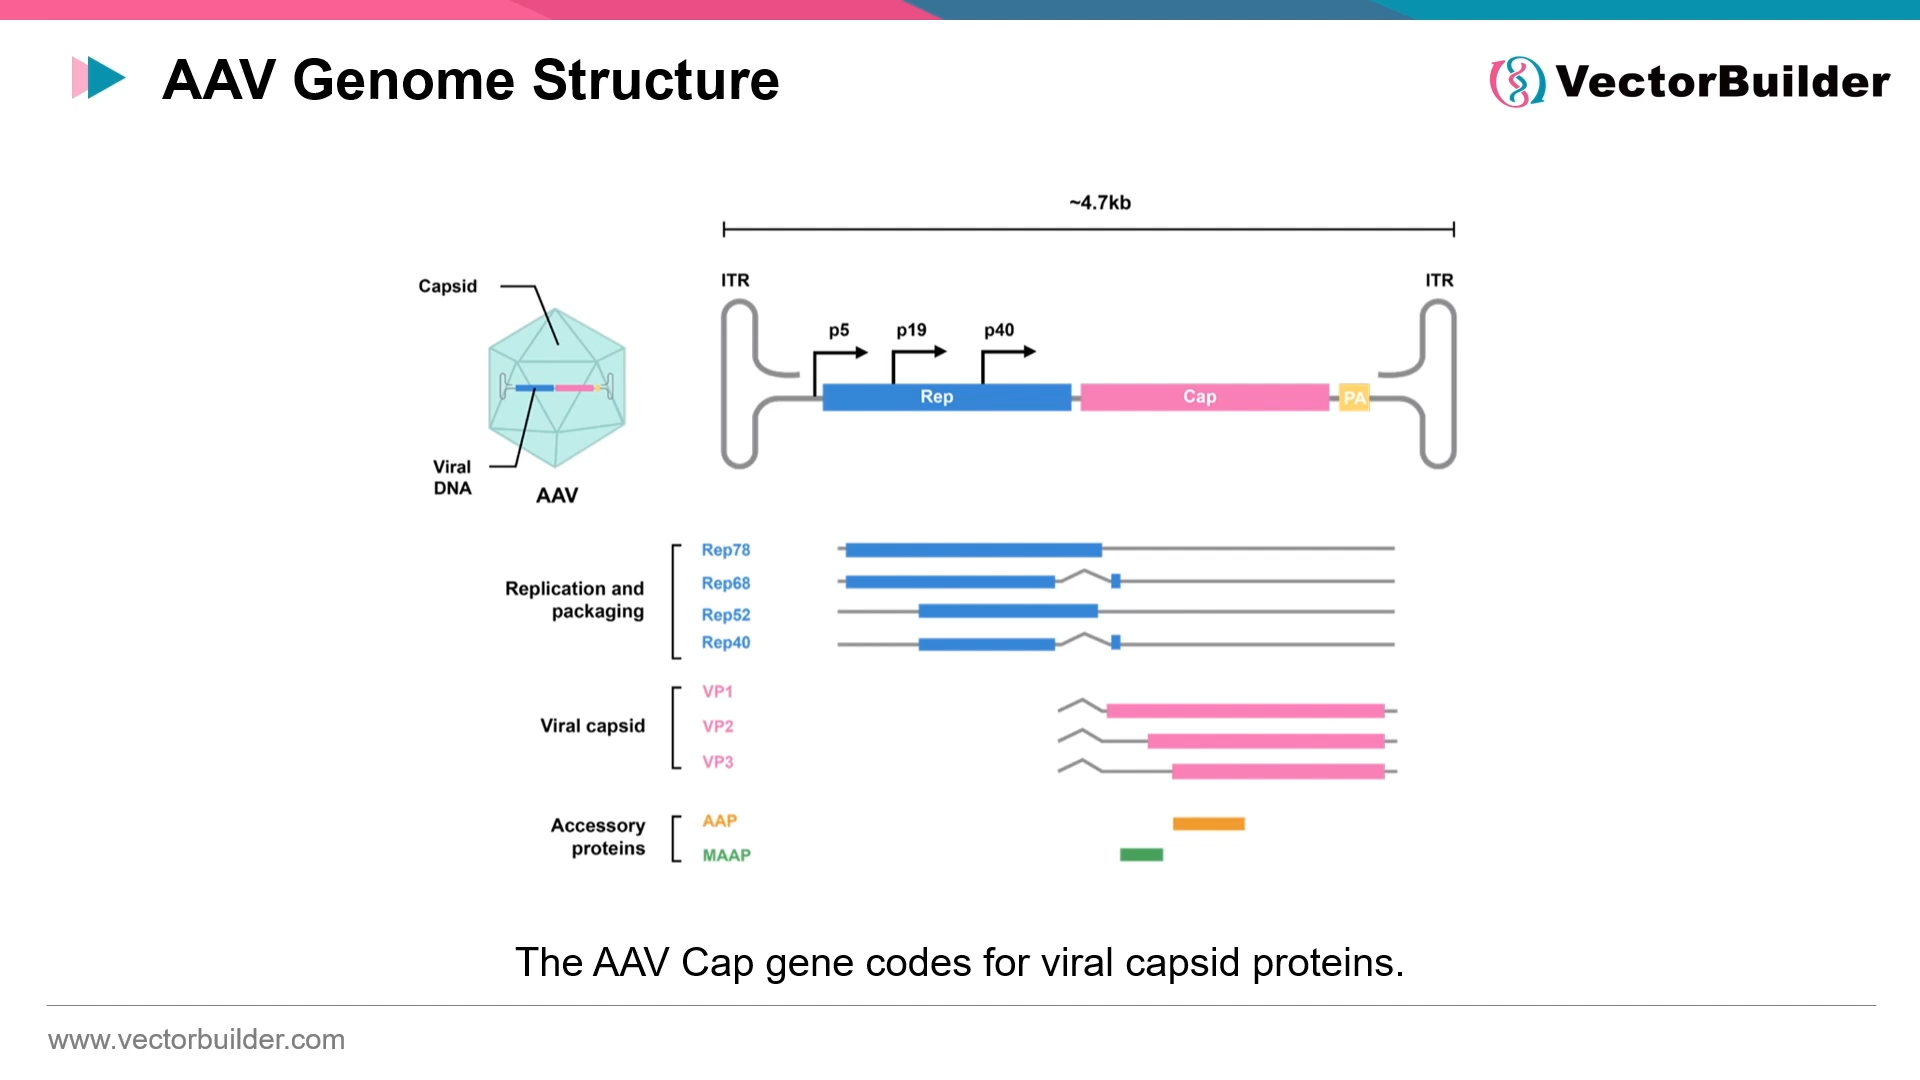 AAV Genome Structure
VectorBuilder
~4.7kb
Capsid
Viral
DNA
AAV
ITR
ITR
p5
p19
p40
Rep
Cap
PA
Replication and
packaging
Rep78
Rep68
Rep52
Rep40
Viral capsid
VP1
VP2
VP3
Accessory
proteins
AAP
MAAP
The AAV Cap gene codes for viral capsid proteins.
www.vectorbuilder.com